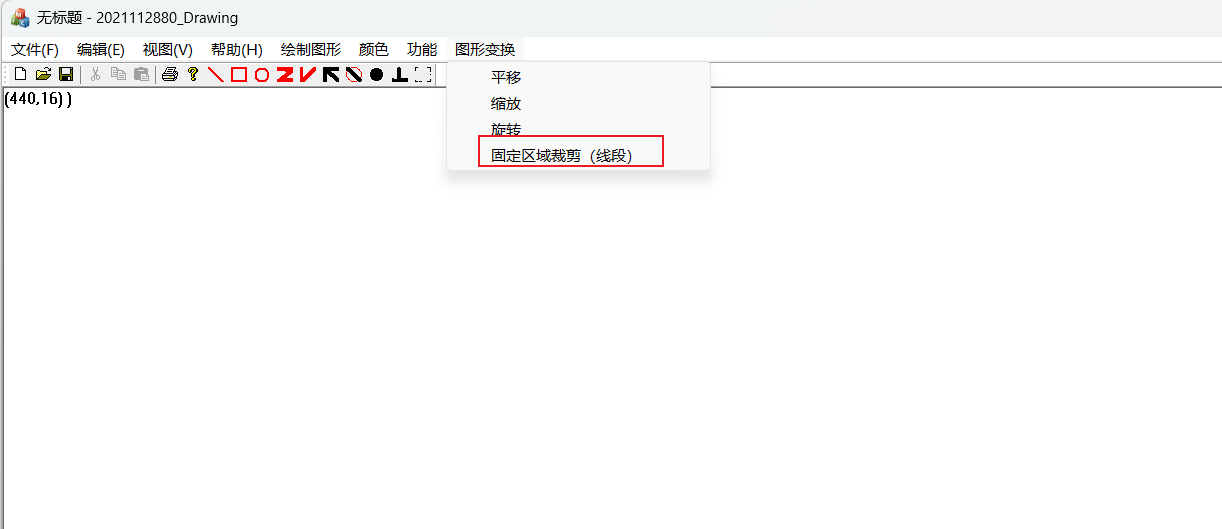 无标题 - 2021112880_Drawing
文件(F) 编辑(E) 视图(V) 帮助(H) 绘制图形 颜色 功能 图形变换
平移
缩放
旋转
固定区域裁剪（线段）
(440,16) )